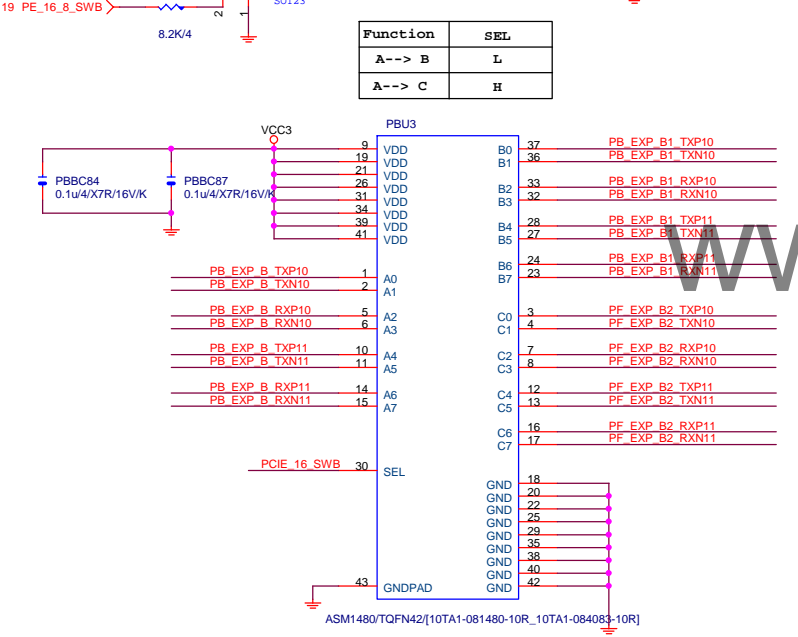 19 PE_16_8_SWB
2
1
SOT23
8.2K/4
Function SEL
A--> B L
A--> C H
PBU3
VCC3
PBBC84
0.1u/4/X7R/16V/K
PBBC87
0.1u/4/X7R/16V/K
9 VDD
19 VDD
21 VDD
26 VDD
31 VDD
34 VDD
39 VDD
41 VDD
PB_EXP_B_TXP10 1 A0
PB_EXP_B_TXN10 2 A1
PB_EXP_B_RXP10 5 A2
PB_EXP_B_RXN10 6 A3
PB_EXP_B_TXP11 10 A4
PB_EXP_B_TXN11 11 A5
PB_EXP_B_RXP11 14 A6
PB_EXP_B_RXN11 15 A7
PCIE_16_SWB 30 SEL
43 GNDPAD
B0 37 PB_EXP_B1_TXP10
B1 36 PB_EXP_B1_TXN10
B2 33 PB_EXP_B1_RXP10
B3 32 PB_EXP_B1_RXN10
B4 28 PB_EXP_B1_TXP11
B5 27 PB_EXP_B1_TXN11
B6 24 PB_EXP_B1_RXP11
B7 23 PB_EXP_B1_RXN11
C0 3 PF_EXP_B2_TXP10
C1 4 PF_EXP_B2_TXN10
C2 7 PF_EXP_B2_RXP10
C3 8 PF_EXP_B2_RXN10
C4 12 PF_EXP_B2_TXP11
C5 13 PF_EXP_B2_TXN11
C6 16 PF_EXP_B2_RXP11
C7 17 PF_EXP_B2_RXN11
GND 18
GND 20
GND 22
GND 25
GND 29
GND 35
GND 38
GND 40
GND 42
ASM1480/TQFN42/[10TA1-081480-10R_10TA1-084083-10R]